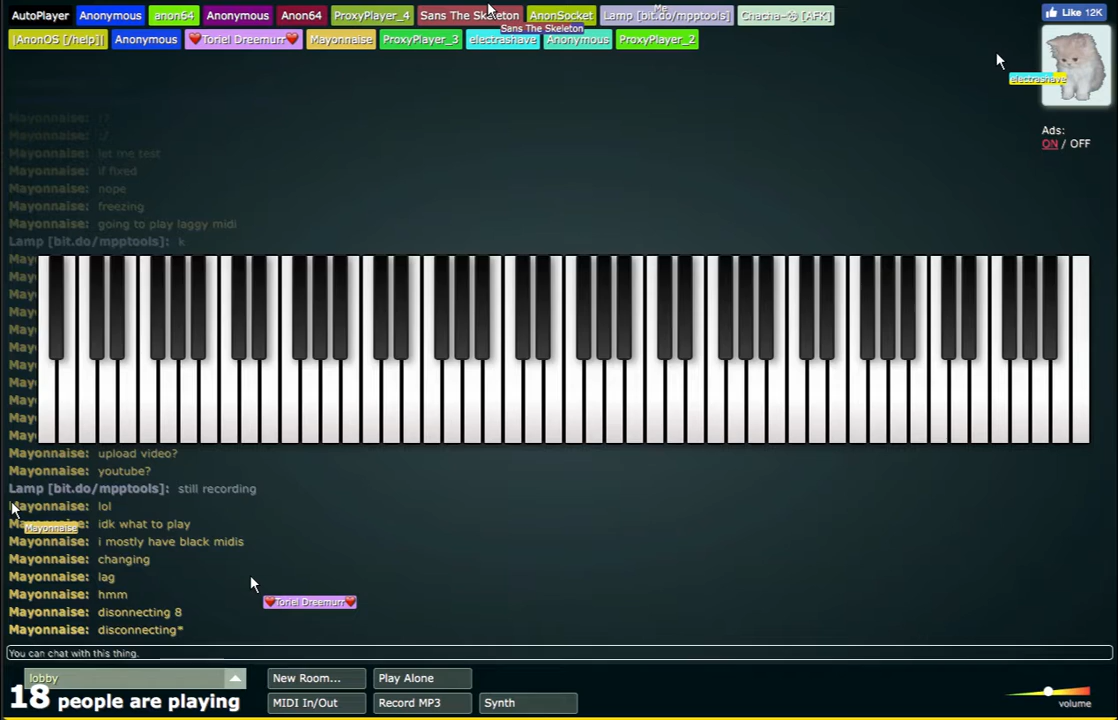 AutoPlayer Anonymous anon64 Anonymous Anon64 ProxyPlayer_4 Sans The Skeleton AnonSocket Lamp [bit.do/mpptools] Chacha [AFK]
Me
Like 12K
Sans The Skeleton
|AnonOS [/help]| Anonymous ❤Toriel Dreemurr❤ Mayonnaise ProxyPlayer_3 electrashave Anonymous ProxyPlayer_2
electrashave
Ads:
ON / OFF
Mayonnaise:
Mayonnaise: :/
Mayonnaise: let me test
Mayonnaise: if fixed
Mayonnaise: nope
Mayonnaise: freezing
Mayonnaise: going to play laggy midi
Lamp [bit.do/mpptools]: k
Mayonnaise: upload video?
Mayonnaise: youtube?
Lamp [bit.do/mpptools]: still recording
Mayonnaise: lol
Mayonnaise: idk what to play
Mayonnaise
Mayonnaise: i mostly have black midis
Mayonnaise: changing
Mayonnaise: lag
Mayonnaise: hmm
❤Toriel Dreemurr❤
Mayonnaise: disonnecting 8
Mayonnaise: disconnecting*
You can chat with this thing.
lobby
New Room...
Play Alone
18 people are playing
MIDI In/Out
Record MP3
Synth
volume